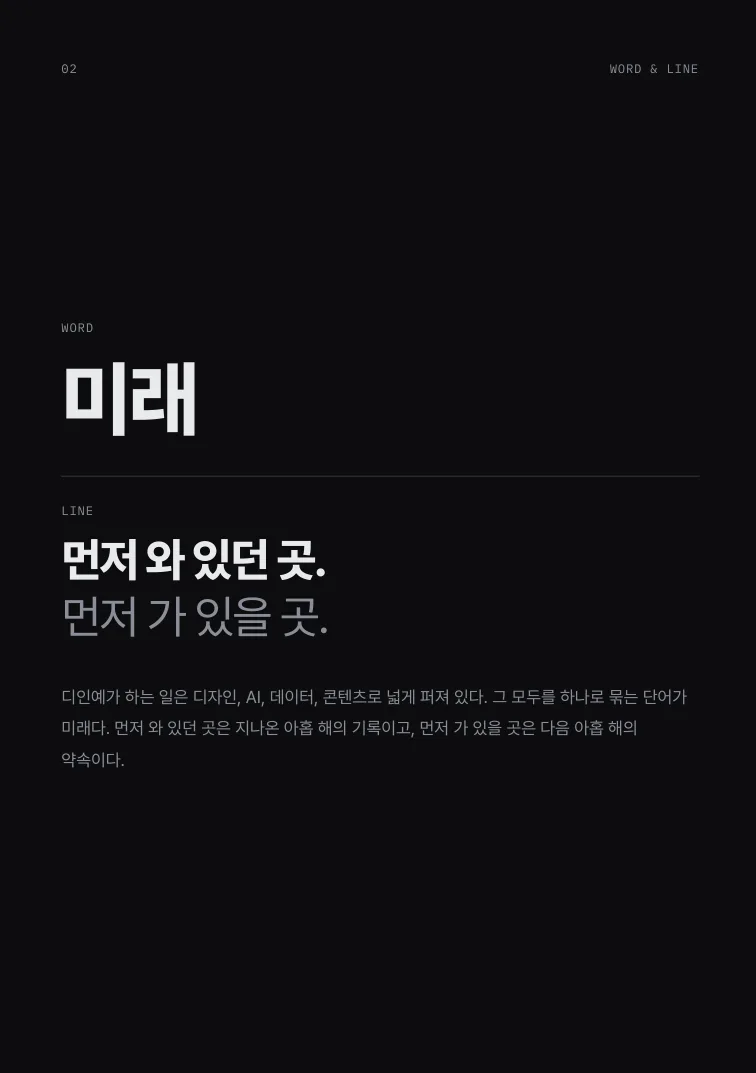 02
WORD & LINE
WORD
미래
LINE
먼저 와 있던 곳.
먼저 가 있을 곳.
디인예가 하는 일은 디자인, AI, 데이터, 콘텐츠로 넓게 퍼져 있다. 그 모두를 하나로 묶는 단어가
미래다. 먼저 와 있던 곳은 지나온 아홉 해의 기록이고, 먼저 가 있을 곳은 다음 아홉 해의
약속이다.